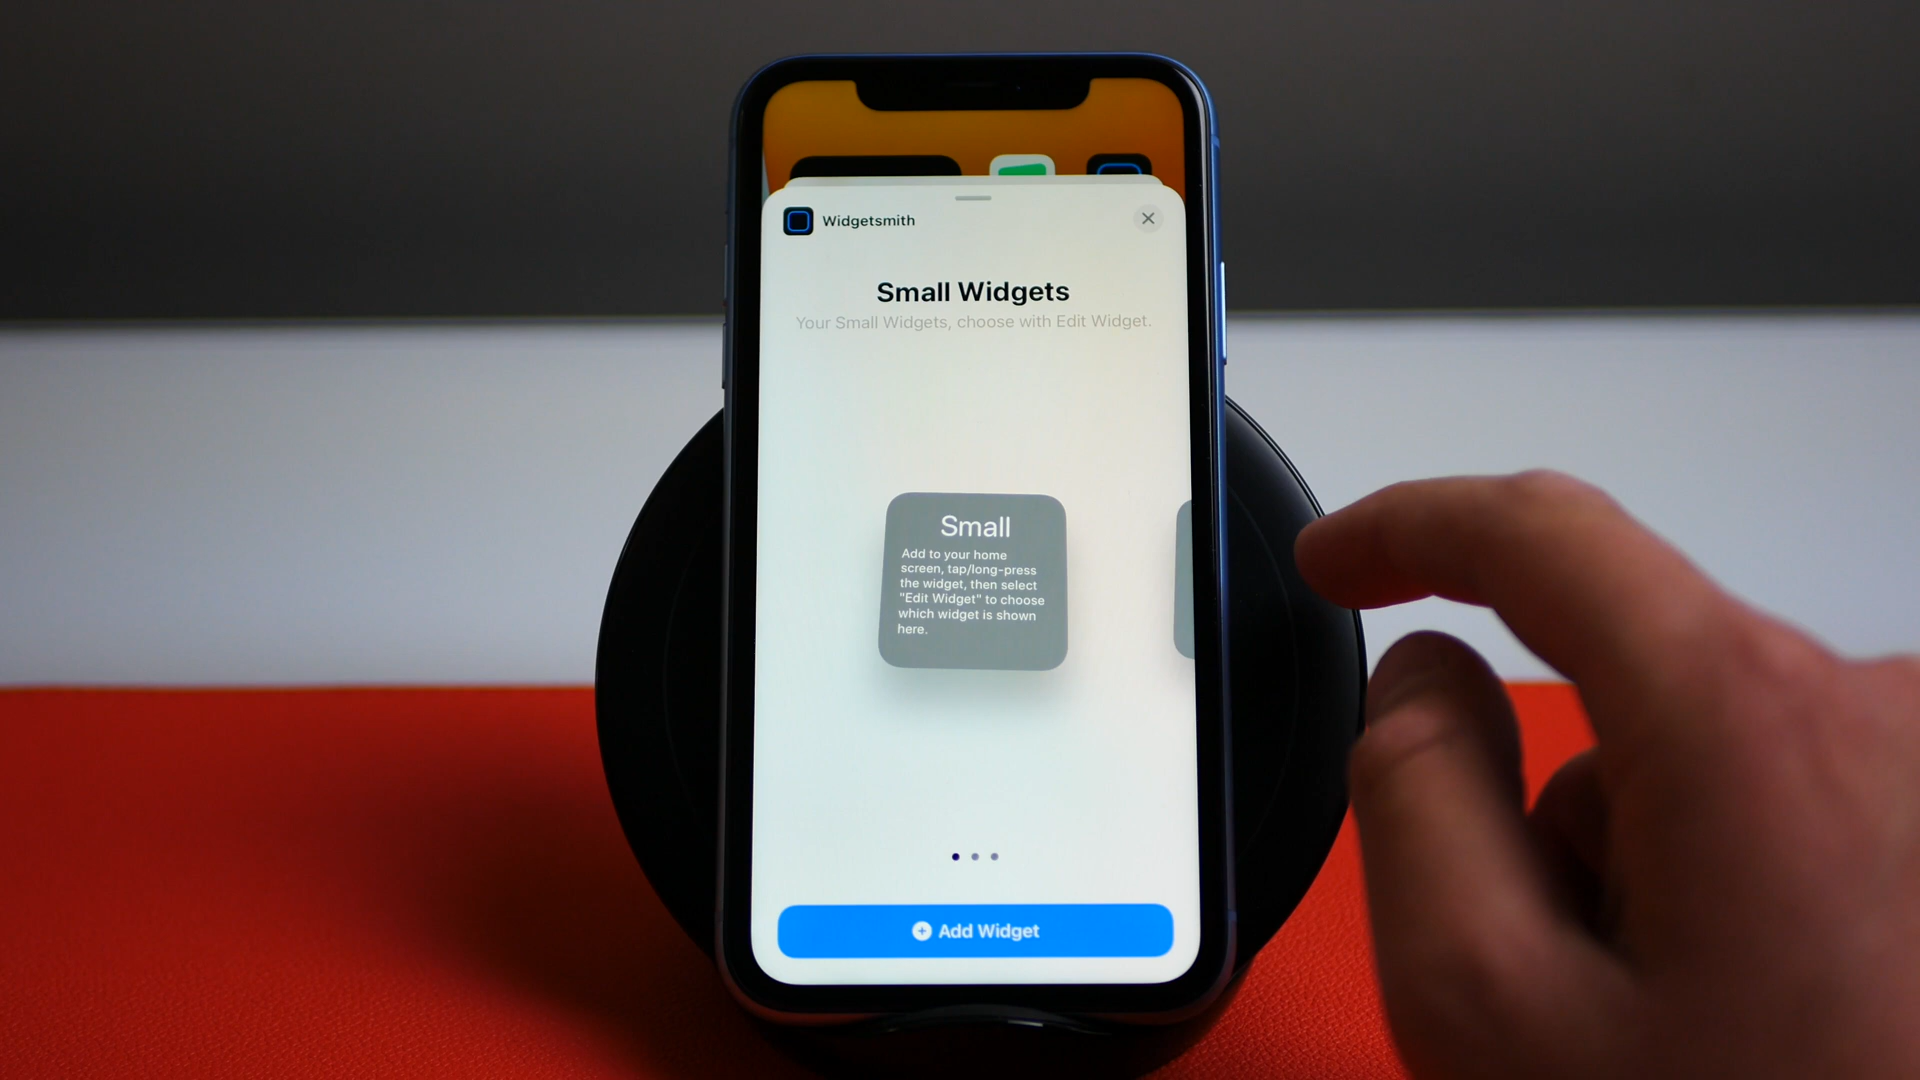 Widgetsmith
Small Widgets
Your Small Widgets, choose with Edit Widget.
Small
Add to your home
screen, tap/long-press
the widget, then select
"Edit Widget" to choose
which widget is shown
here.
Add Widget